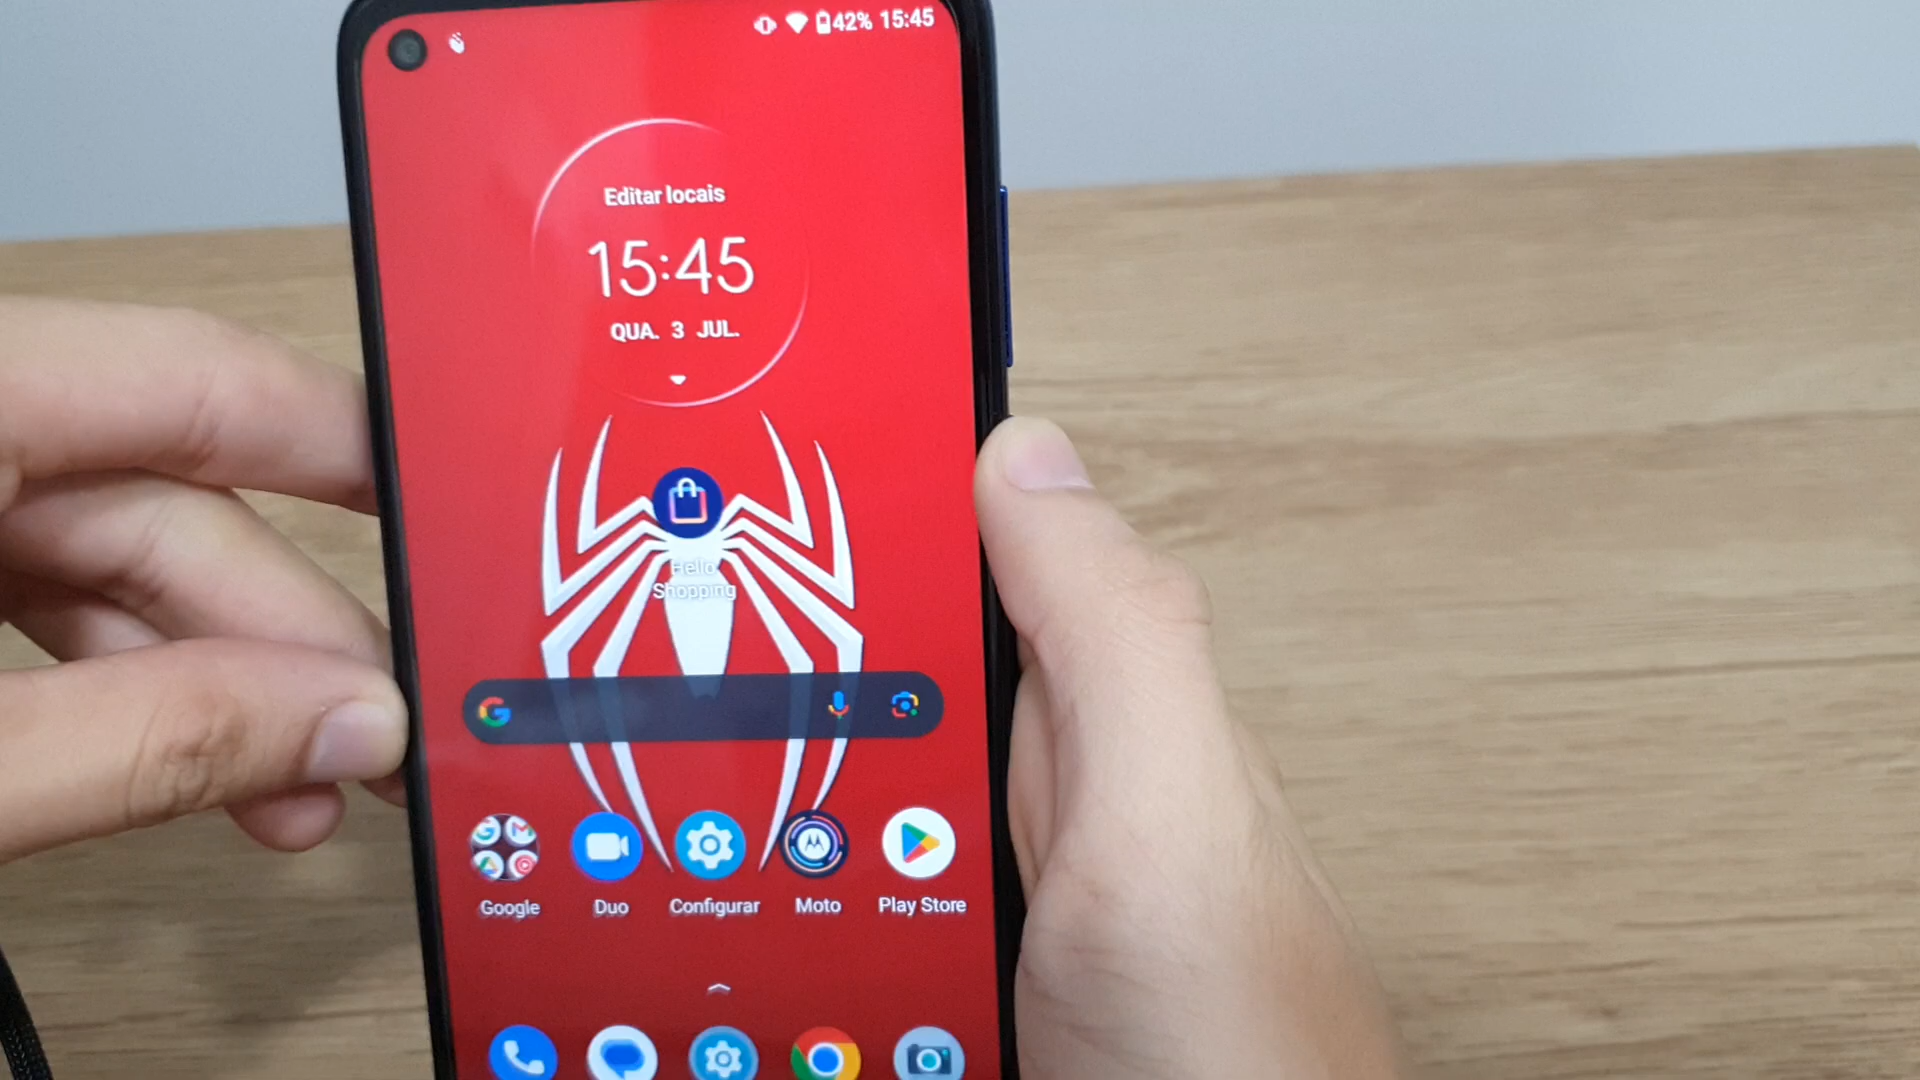 42% 15:45
Editar locais
15:45
QUA. 3 JUL.
Hello
Shopping
Google Duo Configurar Moto Play Store